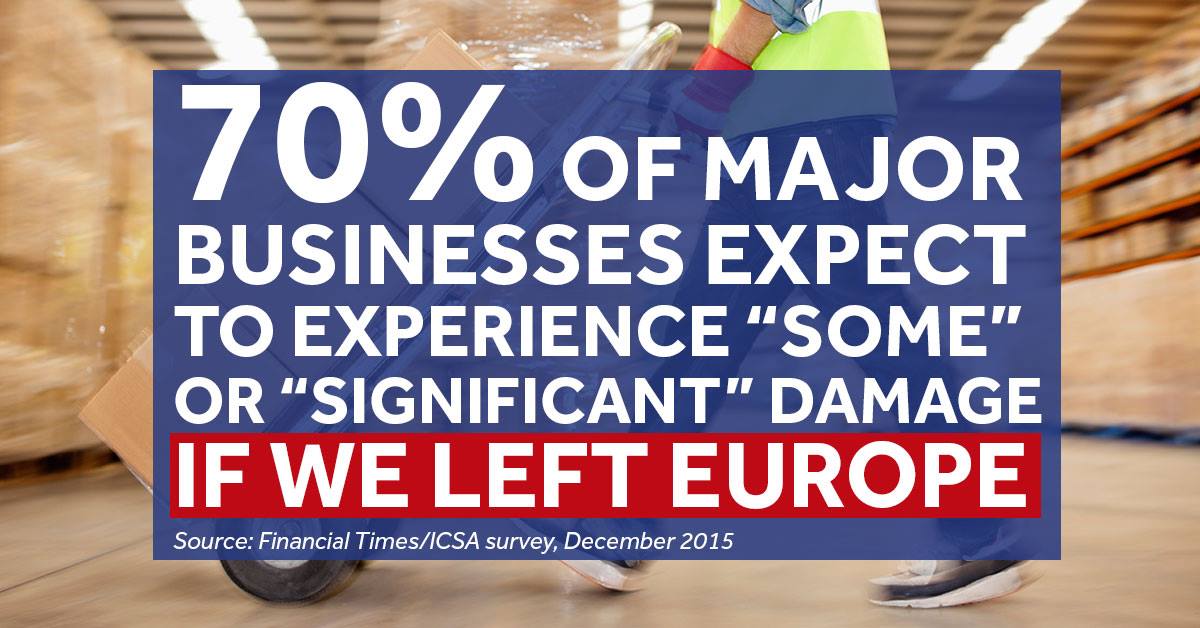 70% OF MAJOR
BUSINESSES EXPECT
TO EXPERIENCE “SOME”
OR “SIGNIFICANT” DAMAGE
IF WE LEFT EUROPE
Source: Financial Times/ICSA survey, December 2015